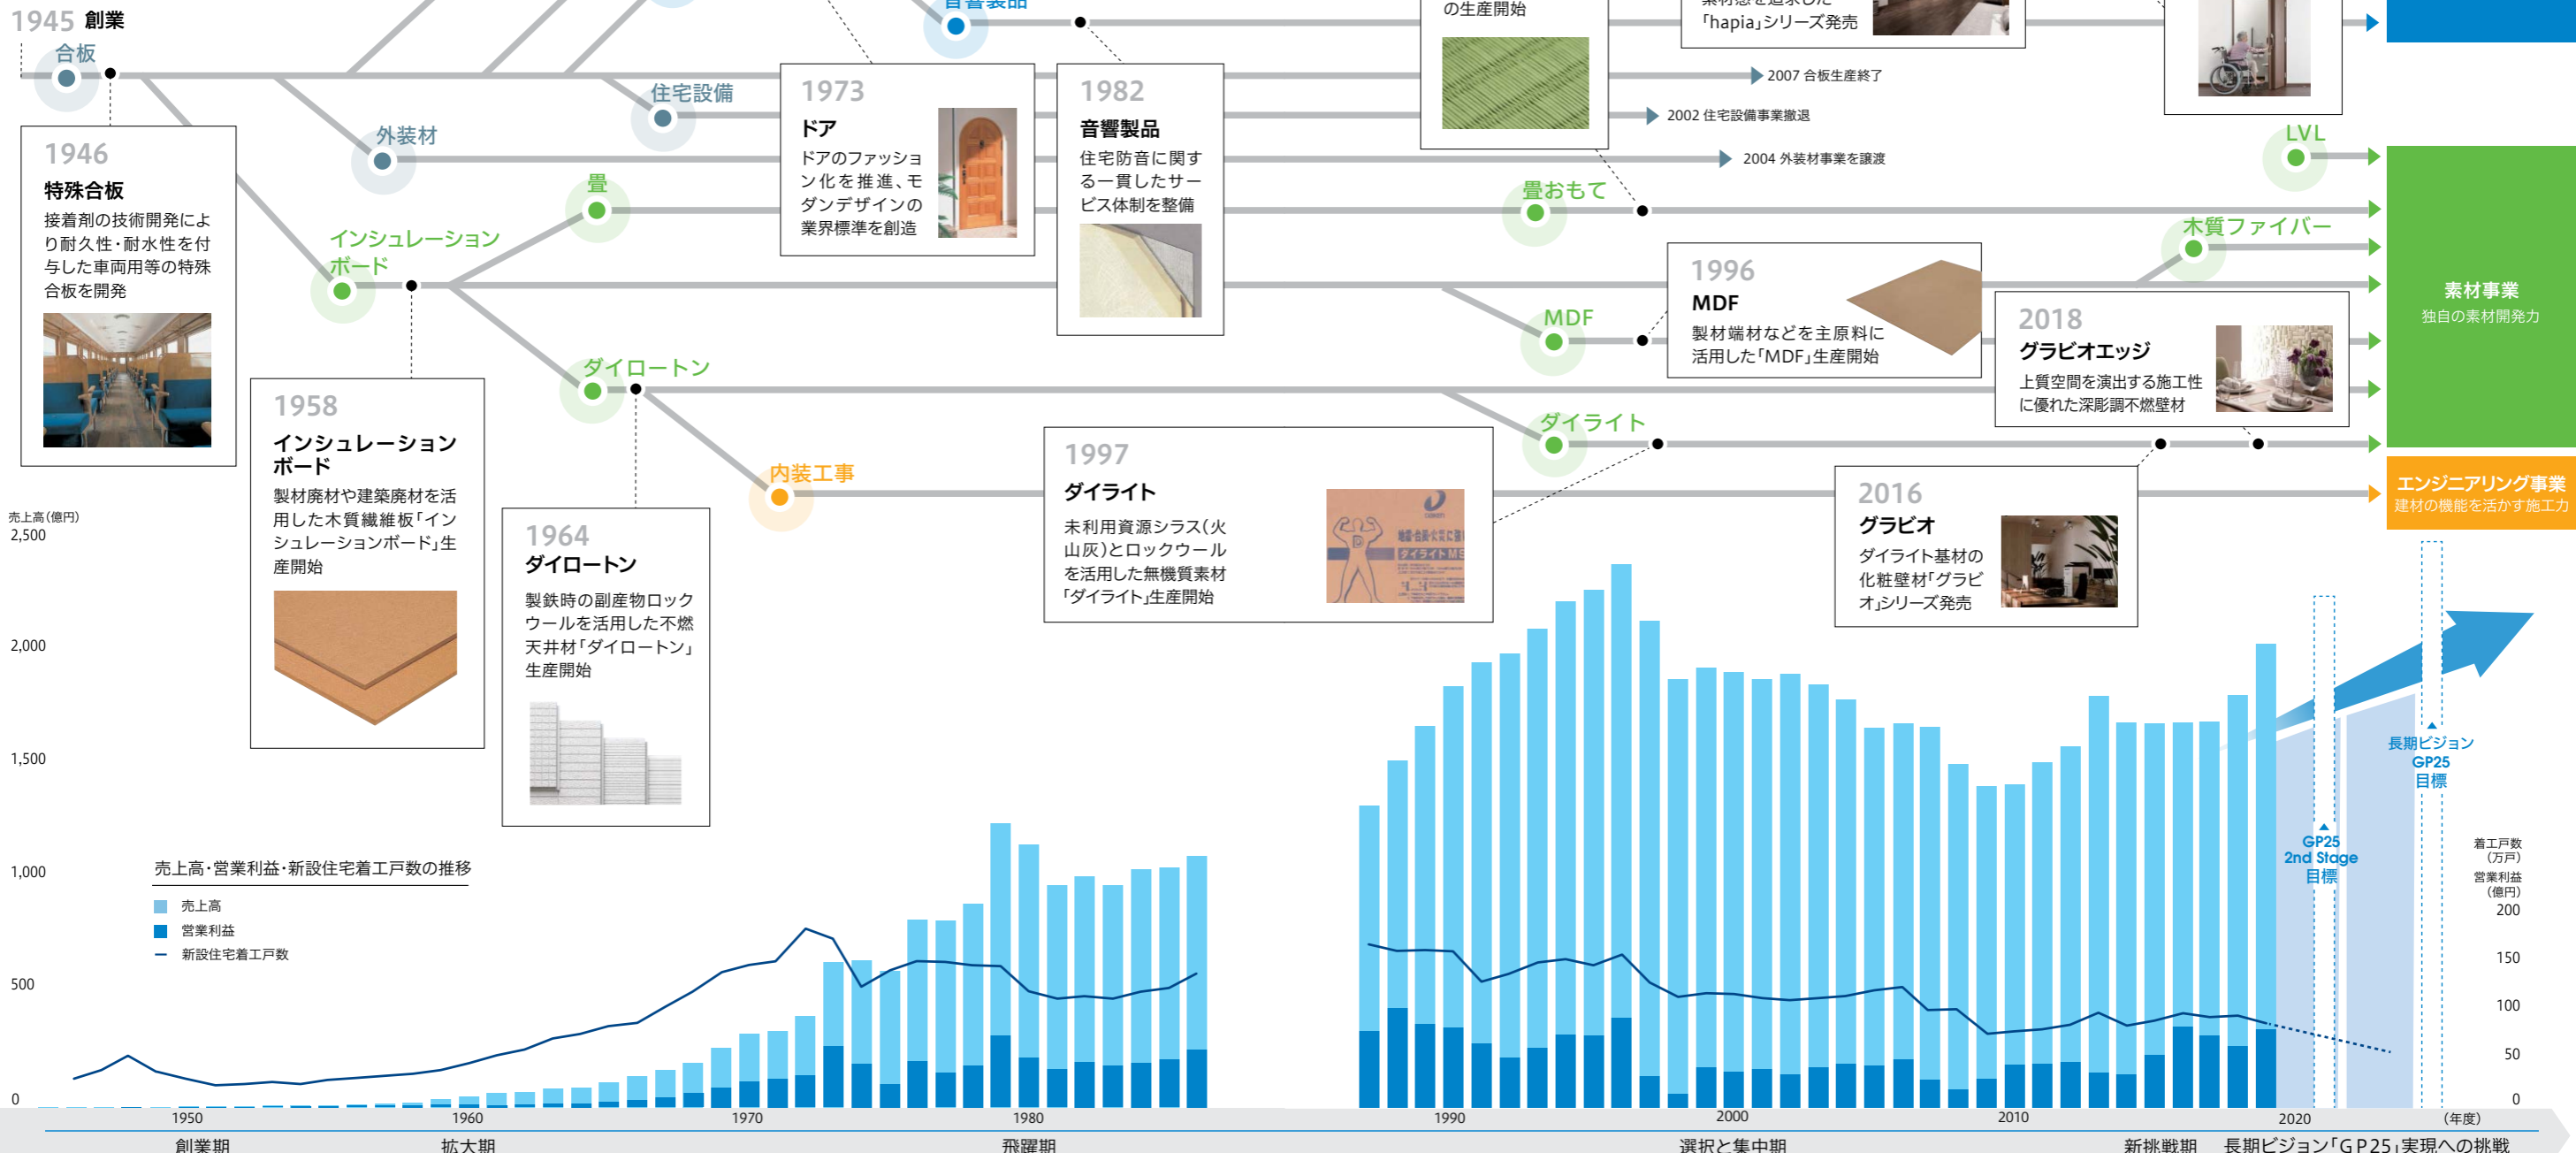 1945 創業
合板
音響製品
の生産開始
「hapia」シリーズ発売
住宅設備
外装材
2007 合板生産終了
2002 住宅設備事業撤退
2004 外装材事業を譲渡
1946
特殊合板
接着剤の技術開発によ
り耐久性・耐水性を付
与した車両用等の特殊
合板を開発
1973
ドア
ドアのファッショ
ン化を推進、モ
ダンデザインの
業界標準を創造
1982
音響製品
住宅防音に関す
る一貫したサー
ビス体制を整備
LVL
畳
畳おもて
木質ファイバー
インシュレーション
ボード
素材事業
独自の素材開発力
1996
MDF
製材端材などを主原料に
活用した「MDF」生産開始
MDF
2018
グラビオエッジ
上質空間を演出する施工性
に優れた深彫調不燃壁材
ダイロートン
ダイライト
1958
インシュレーション
ボード
製材廃材や建築廃材を活
用した木質繊維板「イン
シュレーションボード」生
産開始
内装工事
1997
ダイライト
未利用資源シラス(火
山灰)とロックウール
を活用した無機質素材
「ダイライト」生産開始
2016
グラビオ
ダイライト基材の
化粧壁材「グラビ
オ」シリーズ発売
エンジニアリング事業
建材の機能を活かす施工力
1964
ダイロートン
製鉄時の副産物ロック
ウールを活用した不燃
天井材「ダイロートン」
生産開始
売上高(億円)
2,500
2,000
1,500
1,000
500
0
売上高・営業利益・新設住宅着工戸数の推移
売上高
営業利益
新設住宅着工戸数
長期ビジョン
GP25
目標
GP25
2nd Stage
目標
着工戸数
(万戸)
営業利益
(億円)
200
150
100
50
0
1950
1960
1970
1980
1990
2000
2010
2020
(年度)
創業期
拡大期
飛躍期
選択と集中期
新挑戦期
長期ビジョン「GP25」実現への挑戦